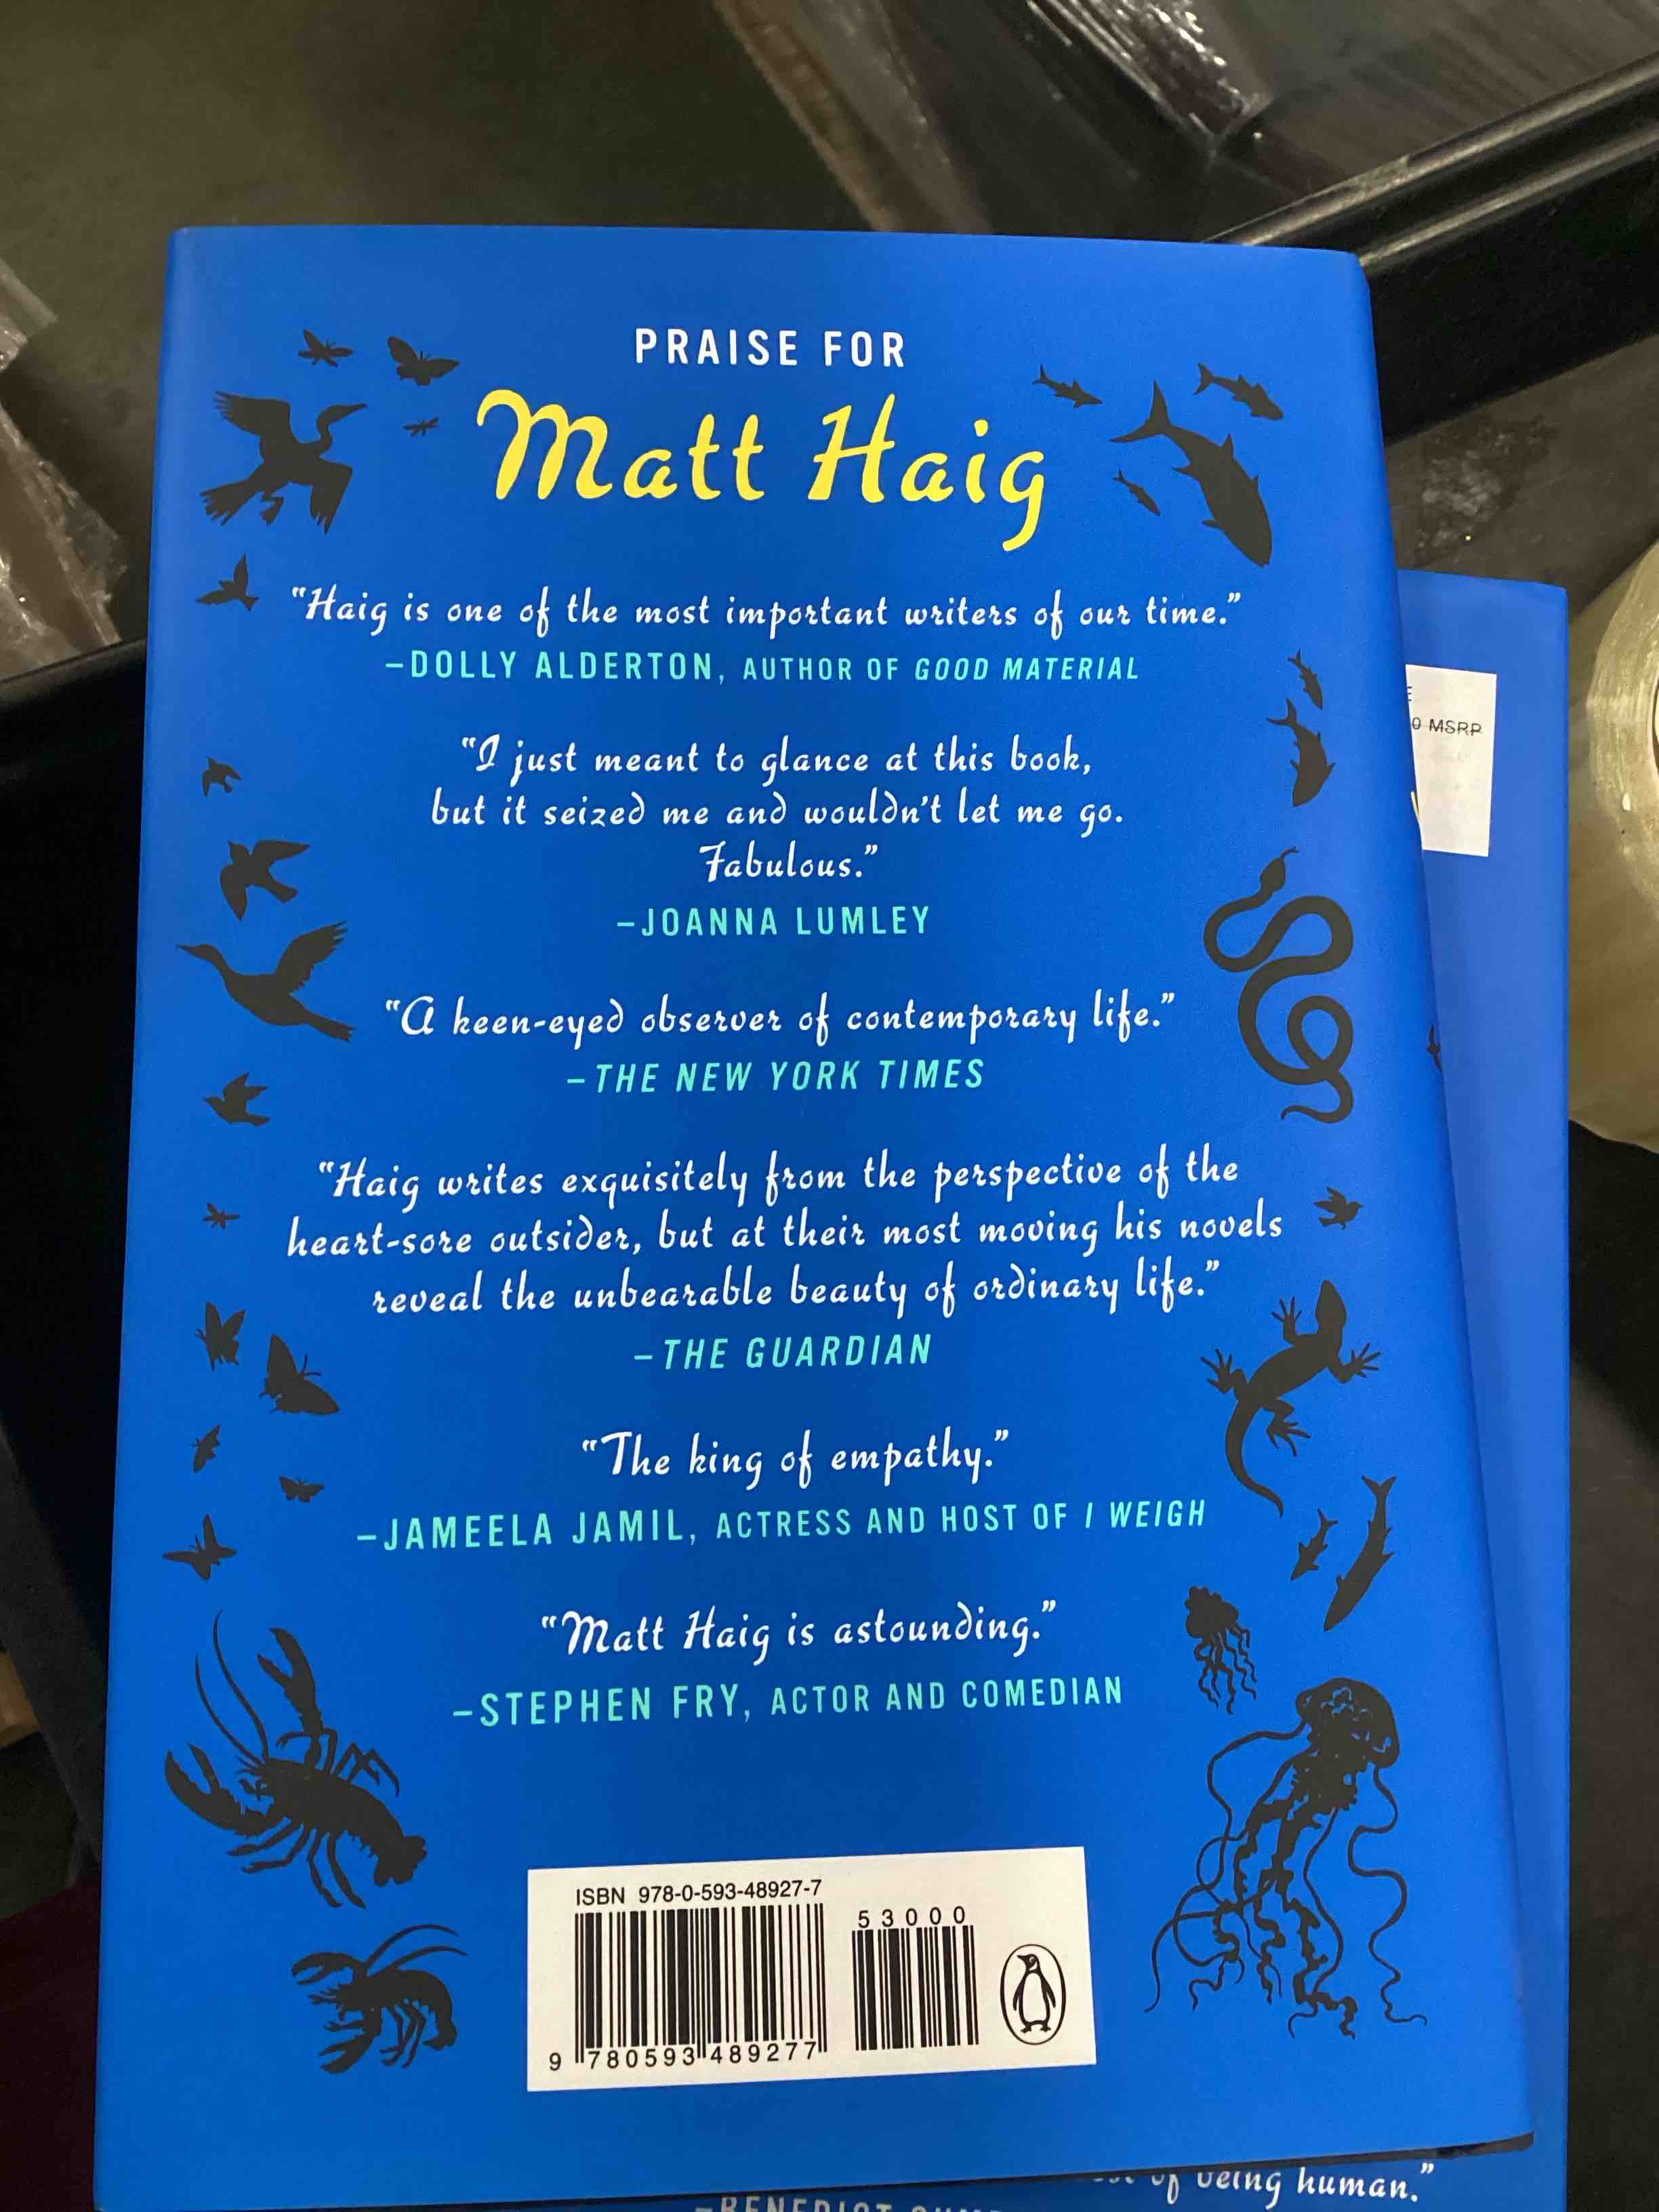 PRAISE FOR
Matt Haig
“Haig is one of the most important writers of our time.”
–DOLLY ALDERTON, AUTHOR OF GOOD MATERIAL
“I just meant to glance at this book,
but it seized me and wouldn’t let me go.
Fabulous.”
–JOANNA LUMLEY
“A keen-eyed observer of contemporary life.”
–THE NEW YORK TIMES
“Haig writes exquisitely from the perspective of the
heart-sore outsider, but at their most moving his novels
reveal the unbearable beauty of ordinary life.”
–THE GUARDIAN
“The king of empathy.”
–JAMEELA JAMIL, ACTRESS AND HOST OF I WEIGH
“Matt Haig is astounding.”
–STEPHEN FRY, ACTOR AND COMEDIAN
ISBN 978-0-593-48927-7
53000
9 780593 489277
0 MSRP
of being human.”
–BENEDICT